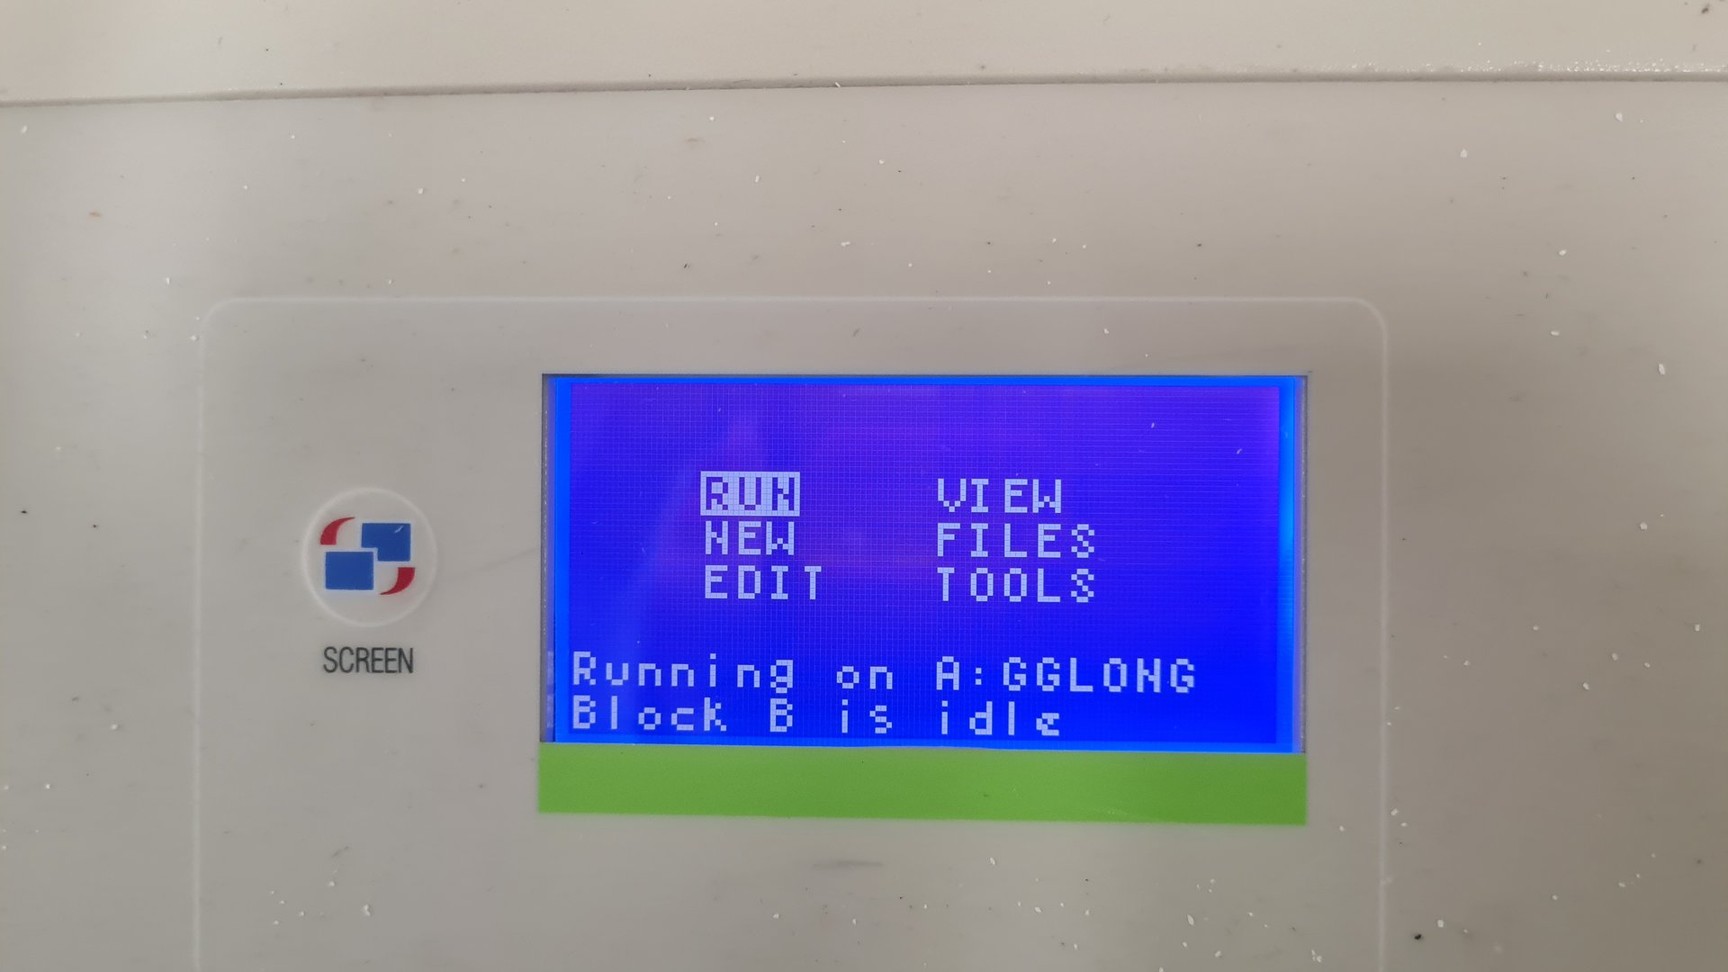 RUN VIEW
NEW FILES
EDIT TOOLS
Running on A:GGLONG
Block B is idle
SCREEN